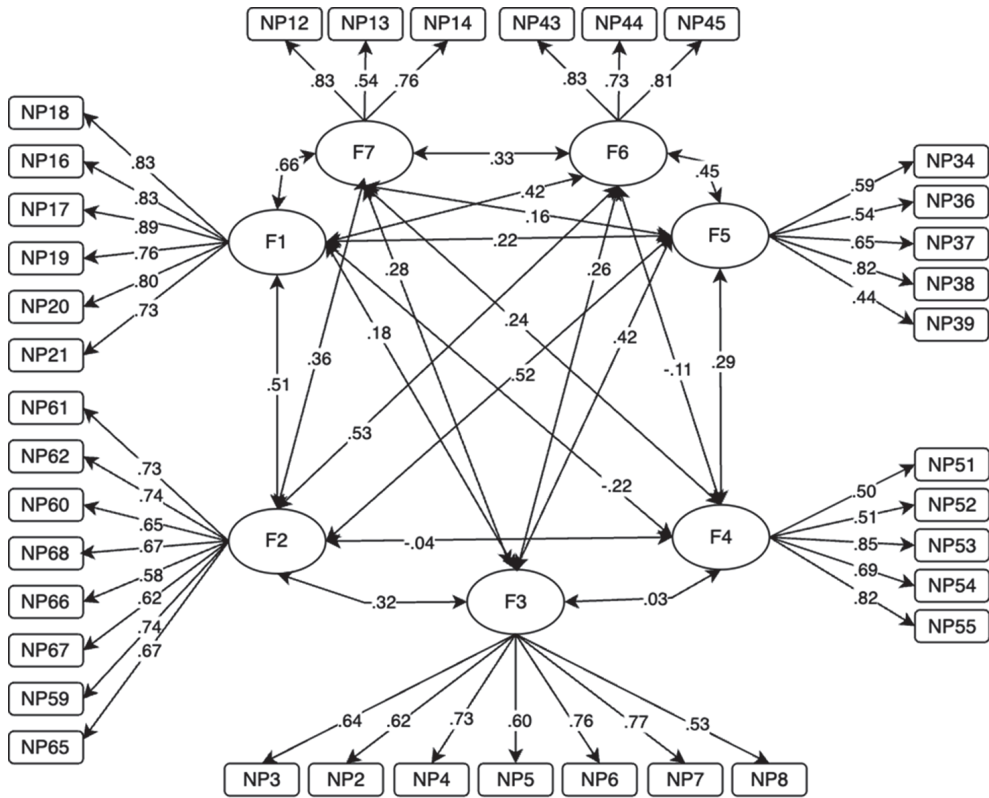 NP12 NP13 NP14 NP43 NP44 NP45
.83 .54 .76 .83 .73 .81
NP18
NP16
NP17
NP19
NP20
NP21
.83
.83
.89
.76
.80
.73
F7
F6
.66
.33
.45
.42
.16
F1
.22
F5
NP34
NP36
NP37
NP38
NP39
.59
.54
.65
.82
.44
.28
.26
.18
.24
.42
.36
.52
-.11
.29
.51
.53
-.22
NP61
NP62
NP60
NP68
NP66
NP67
NP59
NP65
.73
.74
.65
.67
.58
.62
.74
.67
F2
-.04
F4
NP51
NP52
NP53
NP54
NP55
.50
.51
.85
.69
.82
.32
F3
.03
.64 .62 .73 .60 .76 .77 .53
NP3 NP2 NP4 NP5 NP6 NP7 NP8